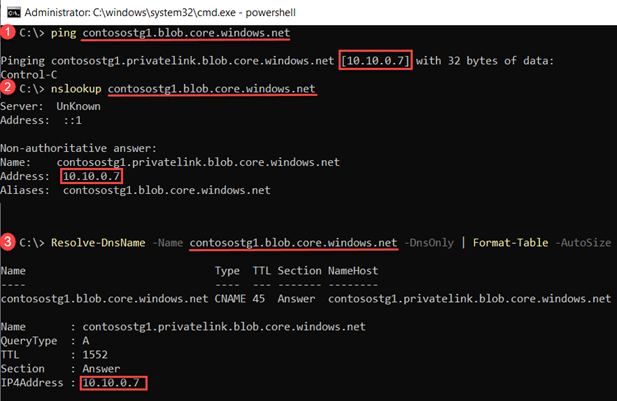 Administrator: C:\windows\system32\cmd.exe - powershell
1 C:\> ping contosostg1.blob.core.windows.net
Pinging contosostg1.privatelink.blob.core.windows.net [10.10.0.7] with 32 bytes of data:
Control-C
2 C:\> nslookup contosostg1.blob.core.windows.net
Server:  UnKnown
Address:  ::1
Non-authoritative answer:
Name:    contosostg1.privatelink.blob.core.windows.net
Address:  10.10.0.7
Aliases:  contosostg1.blob.core.windows.net
3 C:\> Resolve-DnsName -Name contosostg1.blob.core.windows.net -DnsOnly | Format-Table -AutoSize
Name                              Type  TTL Section NameHost
----                              ----  --- ------- --------
contosostg1.blob.core.windows.net CNAME 45  Answer  contosostg1.privatelink.blob.core.windows.net
Name       : contosostg1.privatelink.blob.core.windows.net
QueryType  : A
TTL        : 1552
Section    : Answer
IP4Address : 10.10.0.7